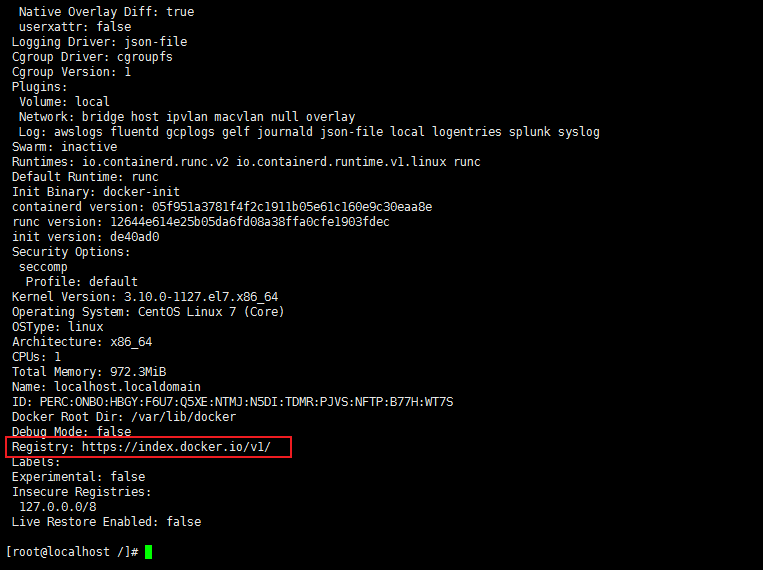 Native Overlay Diff: true
userxattr: false
Logging Driver: json-file
Cgroup Driver: cgroupfs
Cgroup Version: 1
Plugins:
Volume: local
Network: bridge host ipvlan macvlan null overlay
Log: awslogs fluentd gcplogs gelf journald json-file local logentries splunk syslog
Swarm: inactive
Runtimes: io.containerd.runc.v2 io.containerd.runtime.v1.linux runc
Default Runtime: runc
Init Binary: docker-init
containerd version: 05f951a3781f4f2c1911b05e61c160e9c30eaa8e
runc version: 12644e614e25b05da6fd08a38ffa0cfe1903fdec
init version: de40ad0
Security Options:
seccomp
Profile: default
Kernel Version: 3.10.0-1127.el7.x86_64
Operating System: CentOS Linux 7 (Core)
OSType: linux
Architecture: x86_64
CPUs: 1
Total Memory: 972.3MiB
Name: localhost.localdomain
ID: PERC:ONBO:HBGY:F6U7:Q5XE:NTMJ:N5DI:TDMR:PJVS:NFTP:B77H:WT7S
Docker Root Dir: /var/lib/docker
Debug Mode: false
Registry: https://index.docker.io/v1/
Labels:
Experimental: false
Insecure Registries:
127.0.0.0/8
Live Restore Enabled: false
[root@localhost /]#